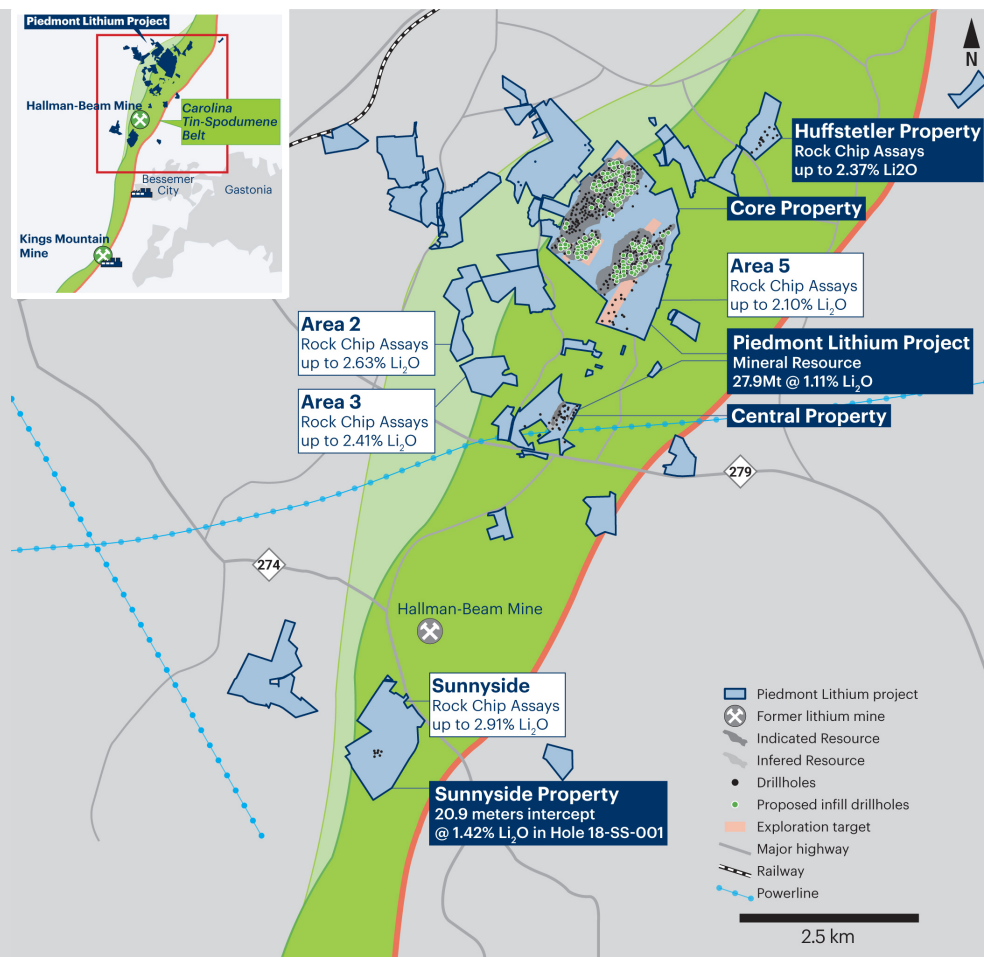 Piedmont Lithium Project
Hallman-Beam Mine
Carolina
Tin-Spodumene
Belt
Bessemer
City
Gastonia
Kings Mountain
Mine
N
Huffstetler Property
Rock Chip Assays
up to 2.37% Li2O
Core Property
Area 5
Rock Chip Assays
up to 2.10% Li₂O
Area 2
Rock Chip Assays
up to 2.63% Li₂O
Piedmont Lithium Project
Mineral Resource
27.9Mt @ 1.11% Li₂O
Area 3
Rock Chip Assays
up to 2.41% Li₂O
Central Property
279
274
Hallman-Beam Mine
Sunnyside
Rock Chip Assays
up to 2.91% Li₂O
Sunnyside Property
20.9 meters intercept
@ 1.42% Li₂O in Hole 18-SS-001
Piedmont Lithium project
Former lithium mine
Indicated Resource
Infered Resource
Drillholes
Proposed infill drillholes
Exploration target
Major highway
Railway
Powerline
2.5 km